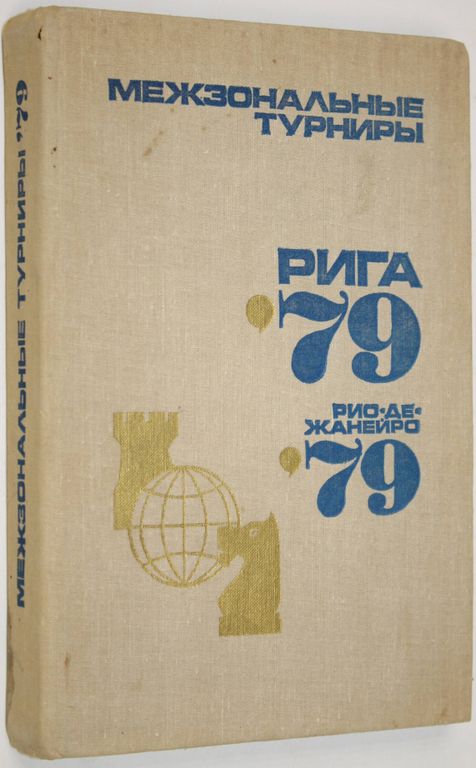 МЕЖЗОНАЛЬНЫЕ
ТУРНИРЫ
РИГА
'79
РИО-ДЕ-
ЖАНЕЙРО
'79
МЕЖЗОНАЛЬНЫЕ ТУРНИРЫ '79